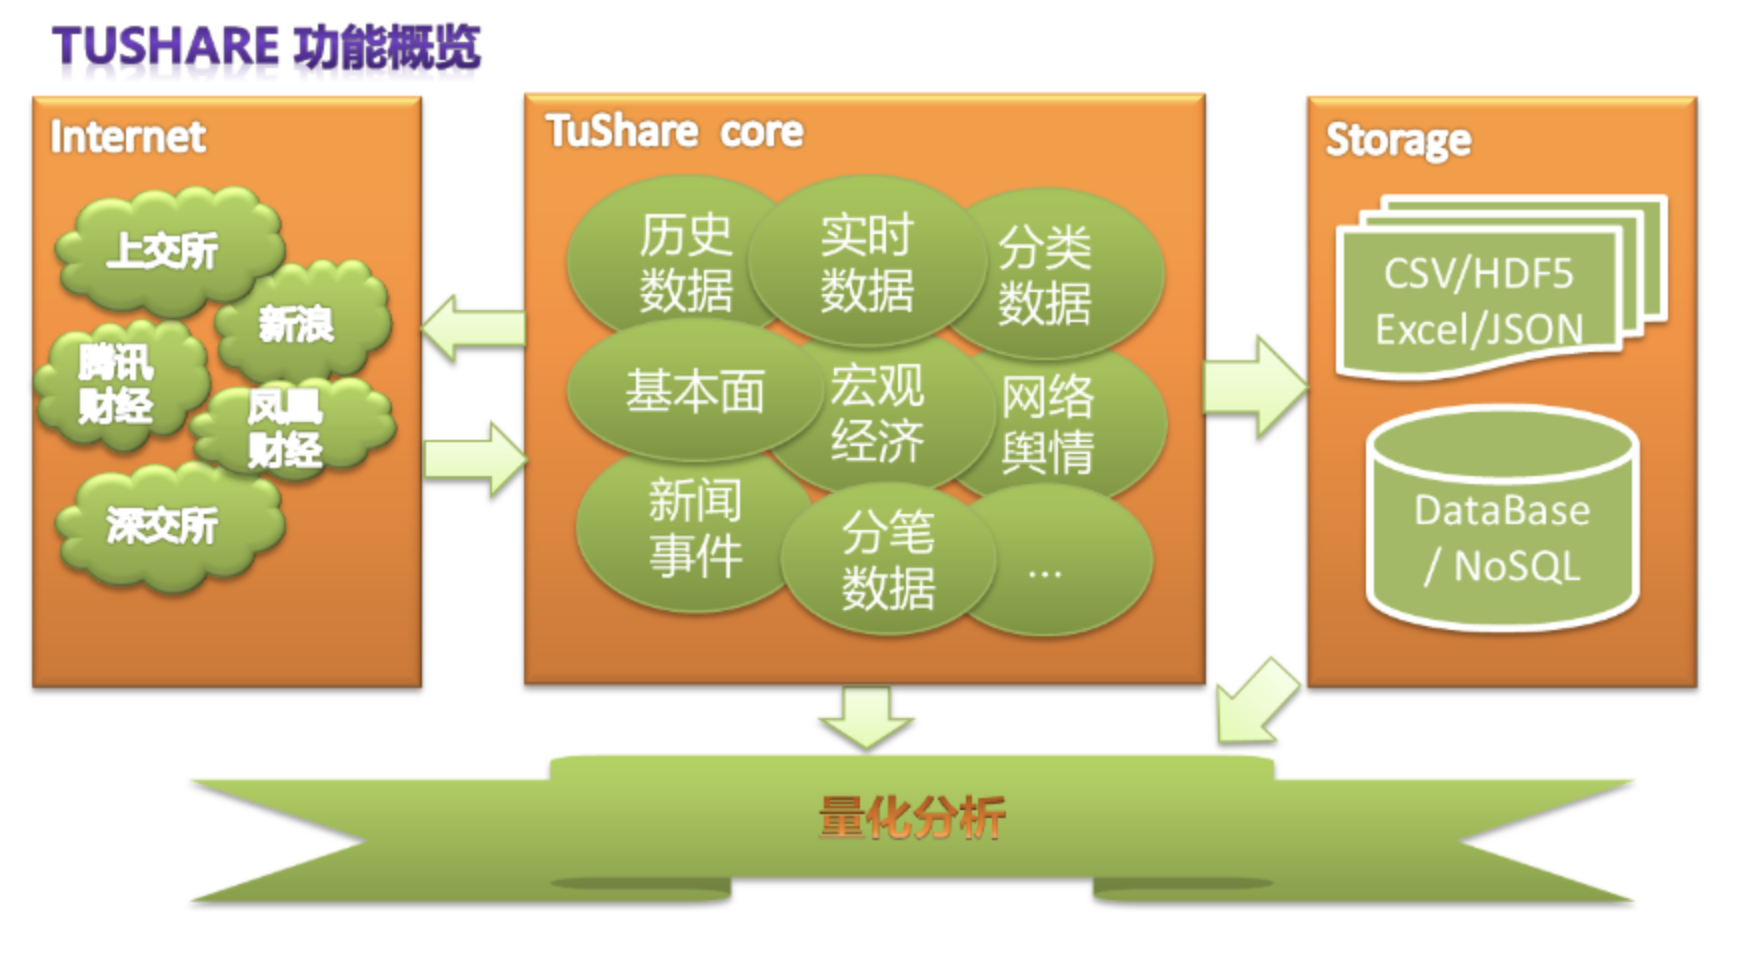 TUSHARE 功能概览
Internet
上交所
新浪
腾讯
财经
凤凰
财经
深交所
TuShare core
历史
数据
实时
数据
分类
数据
基本面
宏观
经济
网络
舆情
新闻
事件
分笔
数据
...
Storage
CSV/HDF5
Excel/JSON
DataBase
/ NoSQL
量化分析